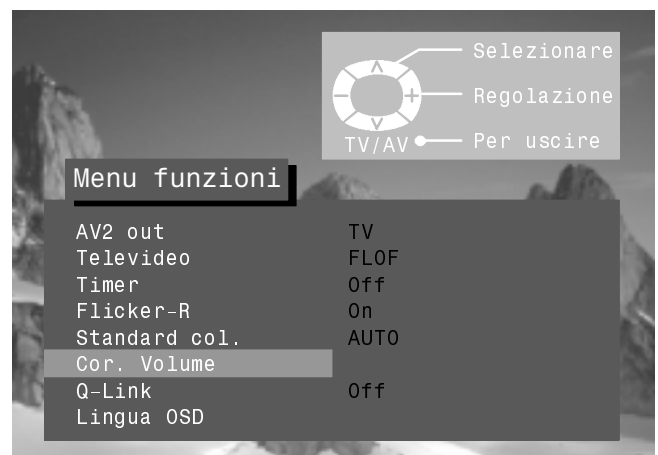 Selezionare
Regolazione
TV/AV Per uscire
Menu funzioni
AV2 out TV
Televideo FLOF
Timer Off
Flicker-R On
Standard col. AUTO
Cor. Volume
Q-Link Off
Lingua OSD